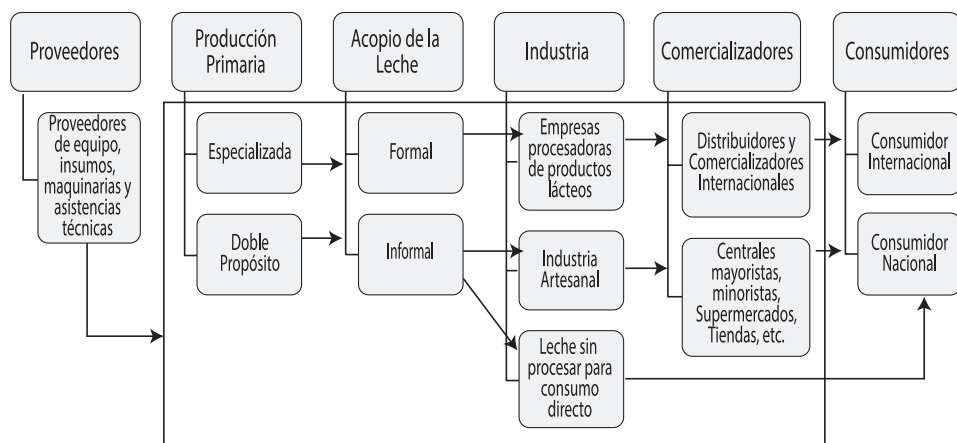 Proveedores
Producción
Primaria
Acopio de la
Leche
Industria
Comercializadores
Consumidores
Proveedores
de equipo,
insumos,
maquinarias y
asistencias
técnicas
Especializada
Formal
Empresas
procesadoras
de productos
lácteos
Distribuidores y
Comercializadores
Internacionales
Consumidor
Internacional
Doble
Propósito
Informal
Industria
Artesanal
Centrales
mayoristas,
minoristas,
Supermercados,
Tiendas, etc.
Consumidor
Nacional
Leche sin
procesar para
consumo
directo